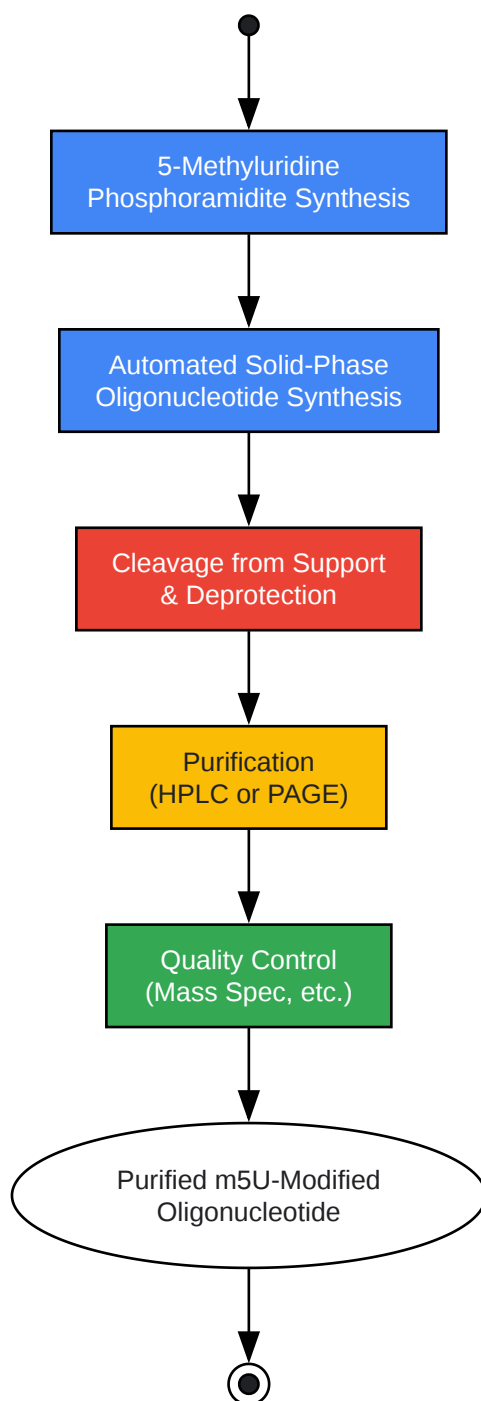 5-Methyluridine
Phosphoramidite Synthesis
Automated Solid-Phase
Oligonucleotide Synthesis
Cleavage from Support
& Deprotection
Purification
(HPLC or PAGE)
Quality Control
(Mass Spec, etc.)
Purified m5U-Modified
Oligonucleotide